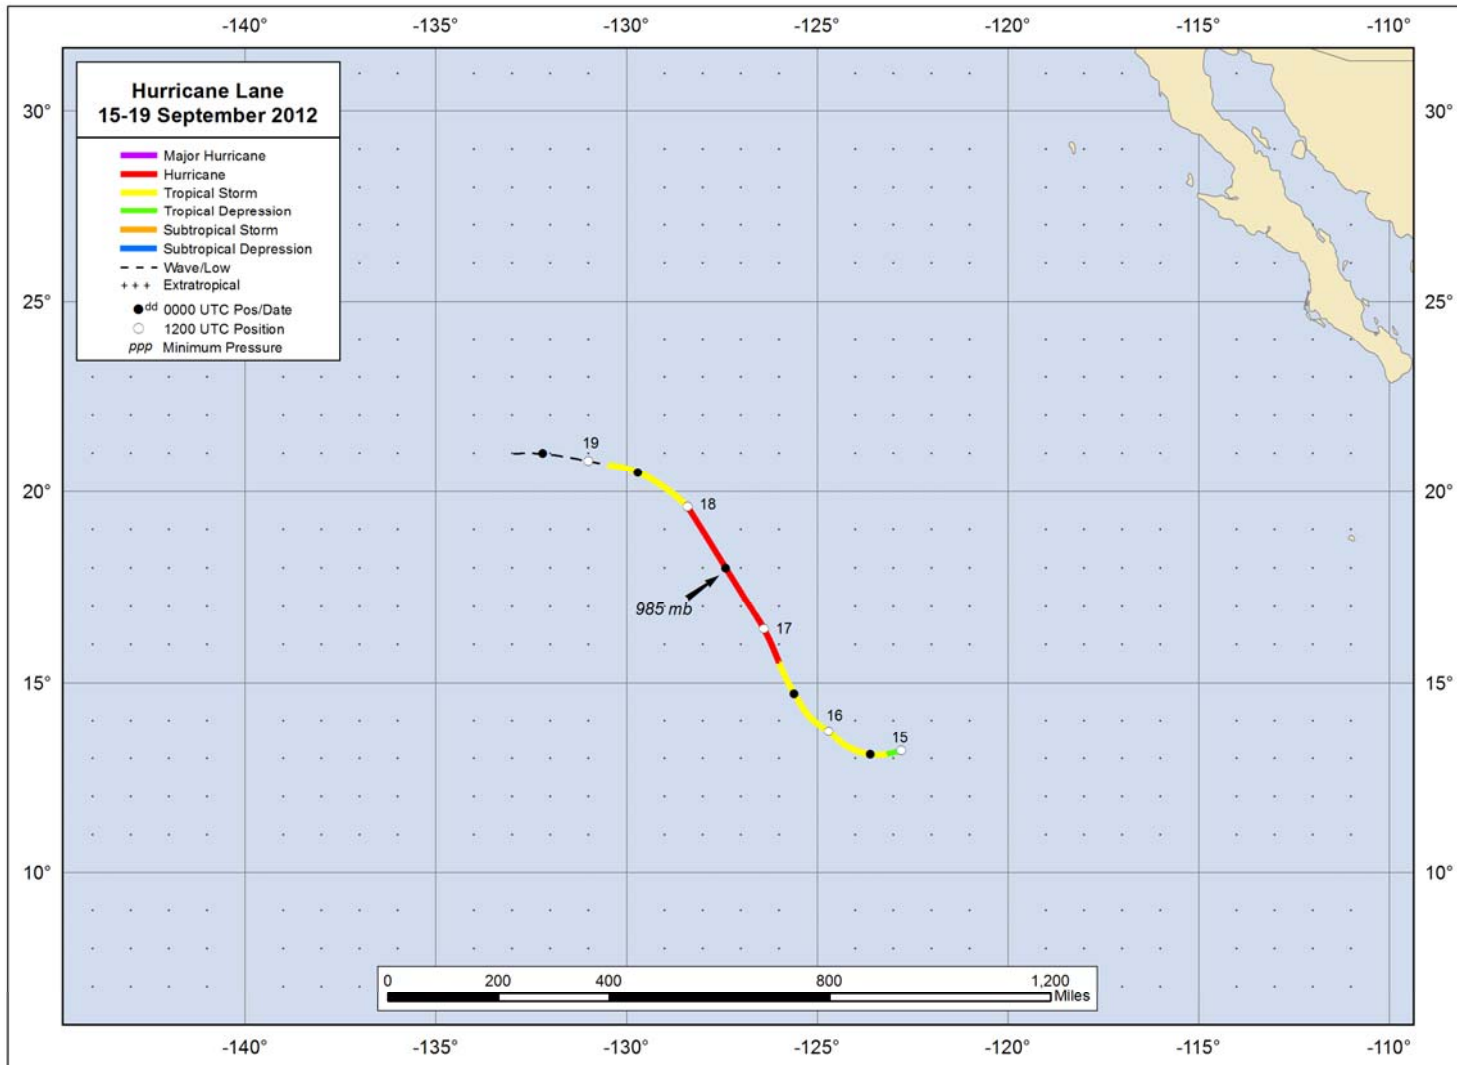 -140° -135° -130° -125° -120° -115° -110°
Hurricane Lane
15-19 September 2012
Major Hurricane
Hurricane
Tropical Storm
Tropical Depression
Subtropical Storm
Subtropical Depression
Wave/Low
+++ Extratropical
dd 0000 UTC Pos/Date
1200 UTC Position
ppp Minimum Pressure
30° 30°
25° 25°
19
20° 20°
18
985 mb
17
15° 15°
16
15
10° 10°
0 200 400 800 1,200
Miles
-140° -135° -130° -125° -120° -115° -110°